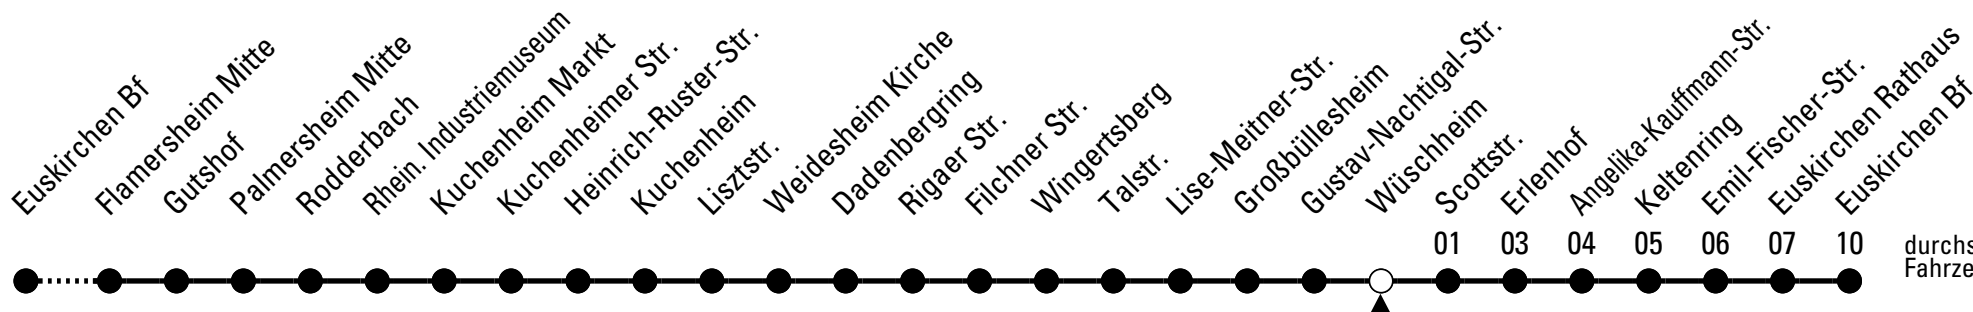 Euskirchen Bf
Flamersheim Mitte
Gutshof
Palmersheim Mitte
Rodderbach
Rhein. Industriemuseum
Kuchenheim Markt
Kuchenheimer Str.
Heinrich-Ruster-Str.
Kuchenheim
Lisztstr.
Weidesheim Kirche
Dadenbergring
Rigaer Str.
Filchner Str.
Wingertsberg
Talstr.
Lise-Meitner-Str.
Großbüllesheim
Gustav-Nachtigal-Str.
Wüschheim
Scottstr.
Erlenhof
Angelika-Kauffmann-Str.
Keltenring
Emil-Fischer-Str.
Euskirchen Rathaus
Euskirchen Bf
01 03 04 05 06 07 10
durchs
Fahrze